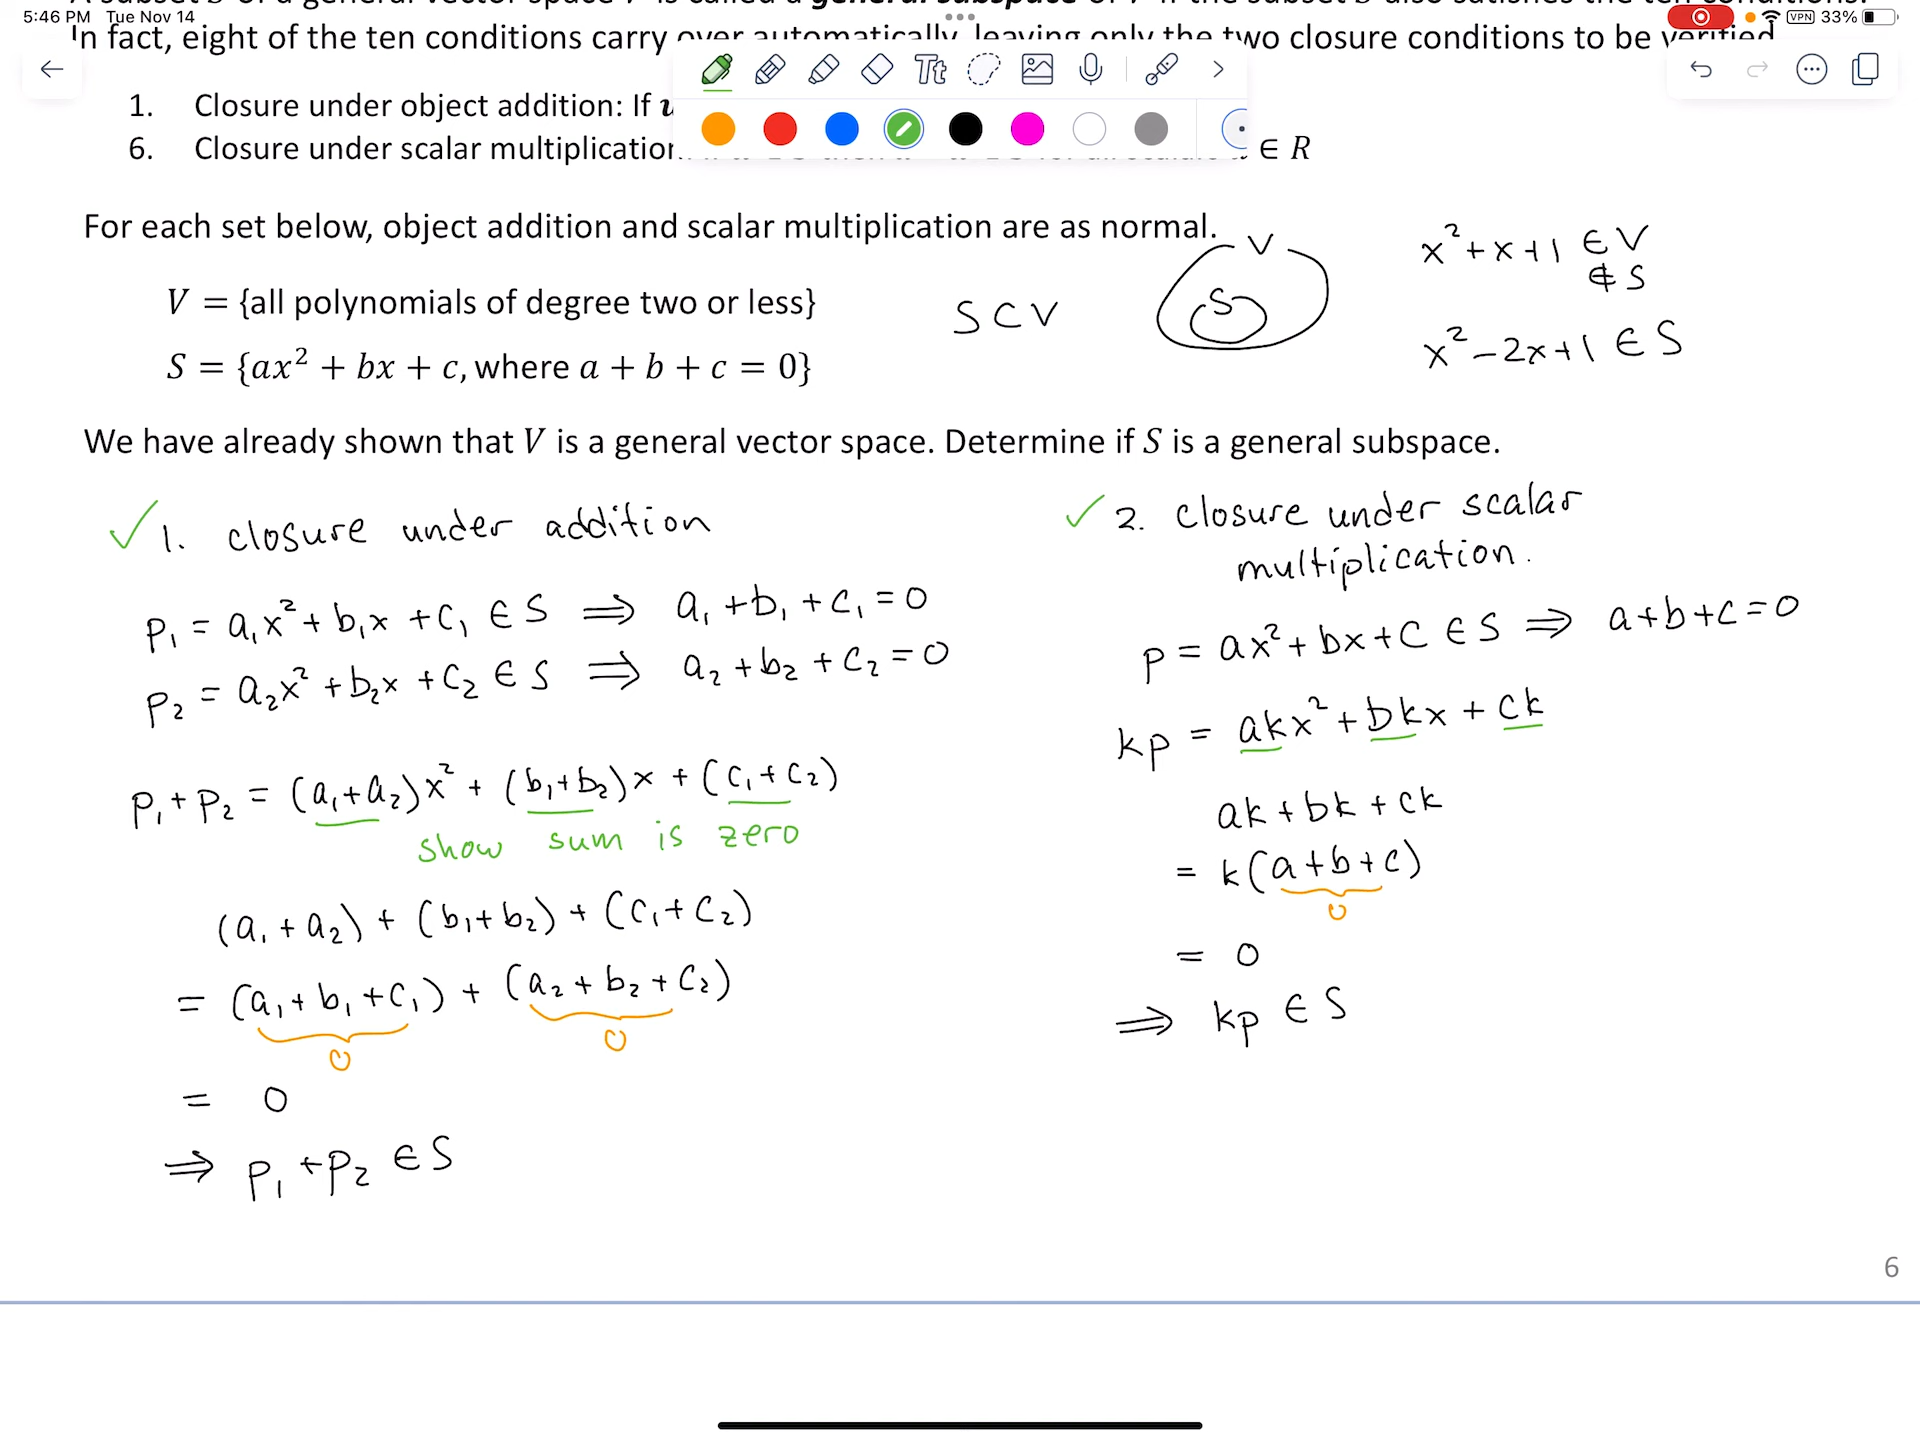 5:46 PM Tue Nov 14
VPN 33%
In fact, eight of the ten conditions carry over automatically, leaving only the two closure conditions to be verified
Tt
1. Closure under object addition: If u
6. Closure under scalar multiplication ∈ R
For each set below, object addition and scalar multiplication are as normal.
V = {all polynomials of degree two or less}
S = {ax² + bx + c, where a + b + c = 0}
S ⊂ V
V
S
x² + x + 1 ∈ V
∉ S
x² - 2x + 1 ∈ S
We have already shown that V is a general vector space. Determine if S is a general subspace.
✓ 1. closure under addition
p₁ = a₁x² + b₁x + c₁ ∈ S ⟹ a₁ + b₁ + c₁ = 0
p₂ = a₂x² + b₂x + c₂ ∈ S ⟹ a₂ + b₂ + c₂ = 0
p₁ + p₂ = (a₁+a₂)x² + (b₁+b₂)x + (c₁+c₂)
show sum is zero
(a₁ + a₂) + (b₁+b₂) + (c₁+c₂)
= (a₁ + b₁ + c₁) + (a₂ + b₂ + c₂)
0 0
= 0
⟹ p₁ + p₂ ∈ S
✓ 2. closure under scalar
multiplication.
p = ax² + bx + c ∈ S ⟹ a+b+c=0
kp = akx² + bkx + ck
ak + bk + ck
= k(a+b+c)
0
= 0
⟹ kp ∈ S
6